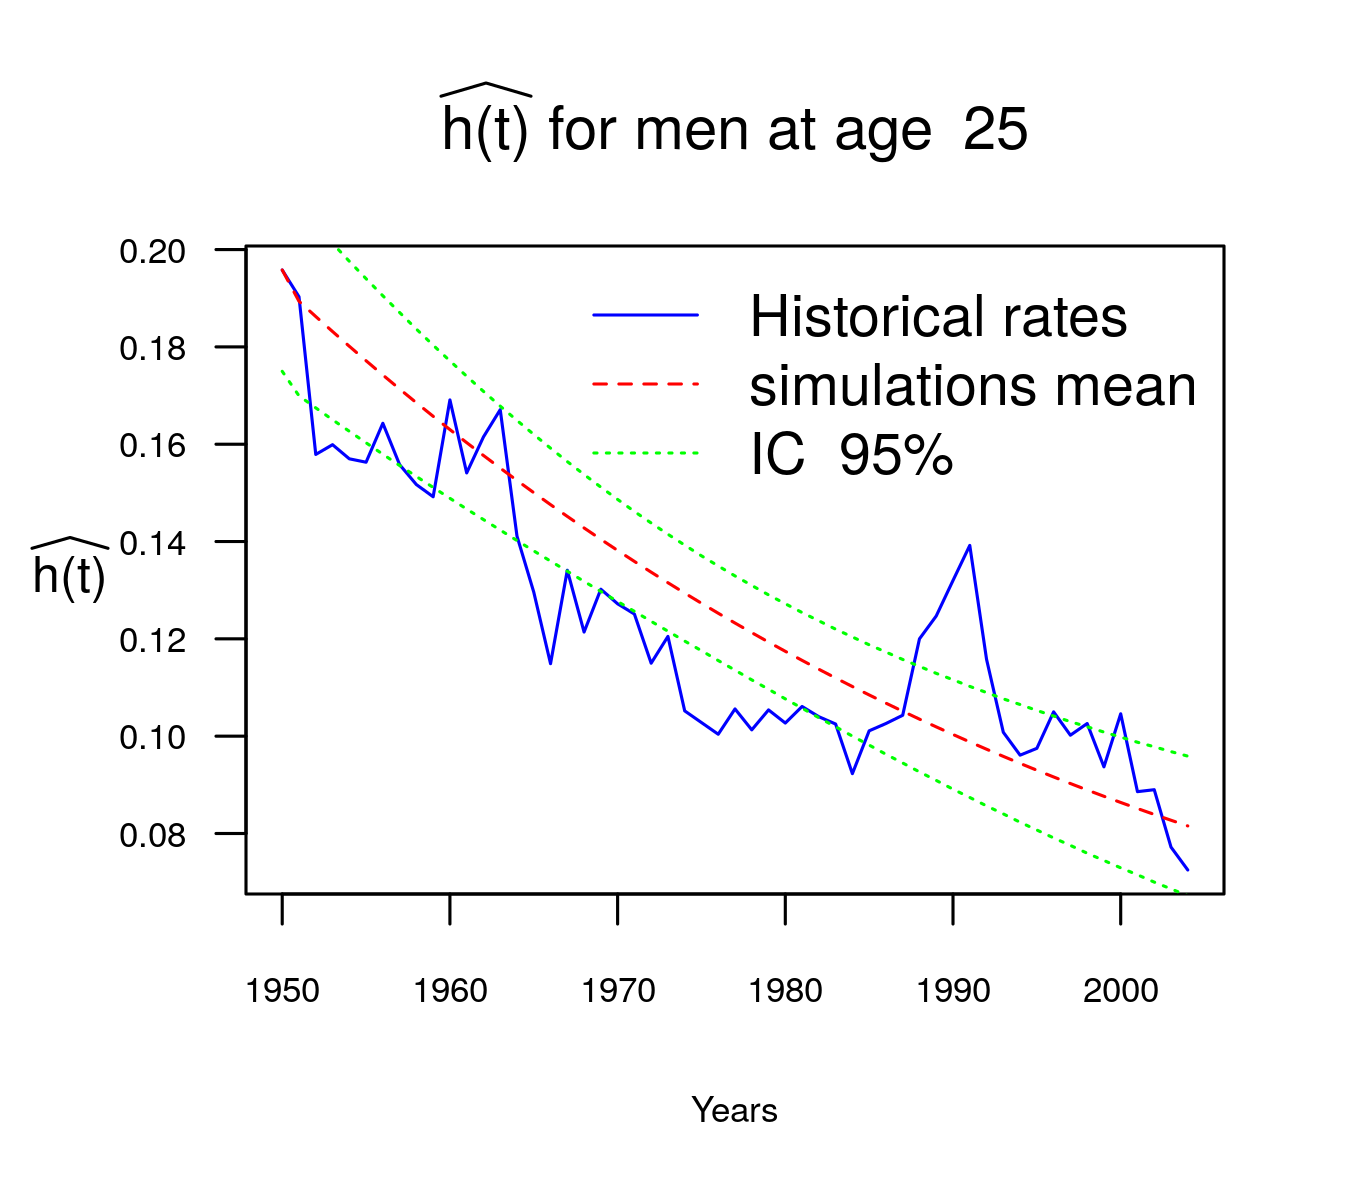 h(t) for men at age 25
0.20
0.18
0.16
0.14
0.12
0.10
0.08
h(t)
Historical rates
simulations mean
IC 95%
1950 1960 1970 1980 1990 2000
Years